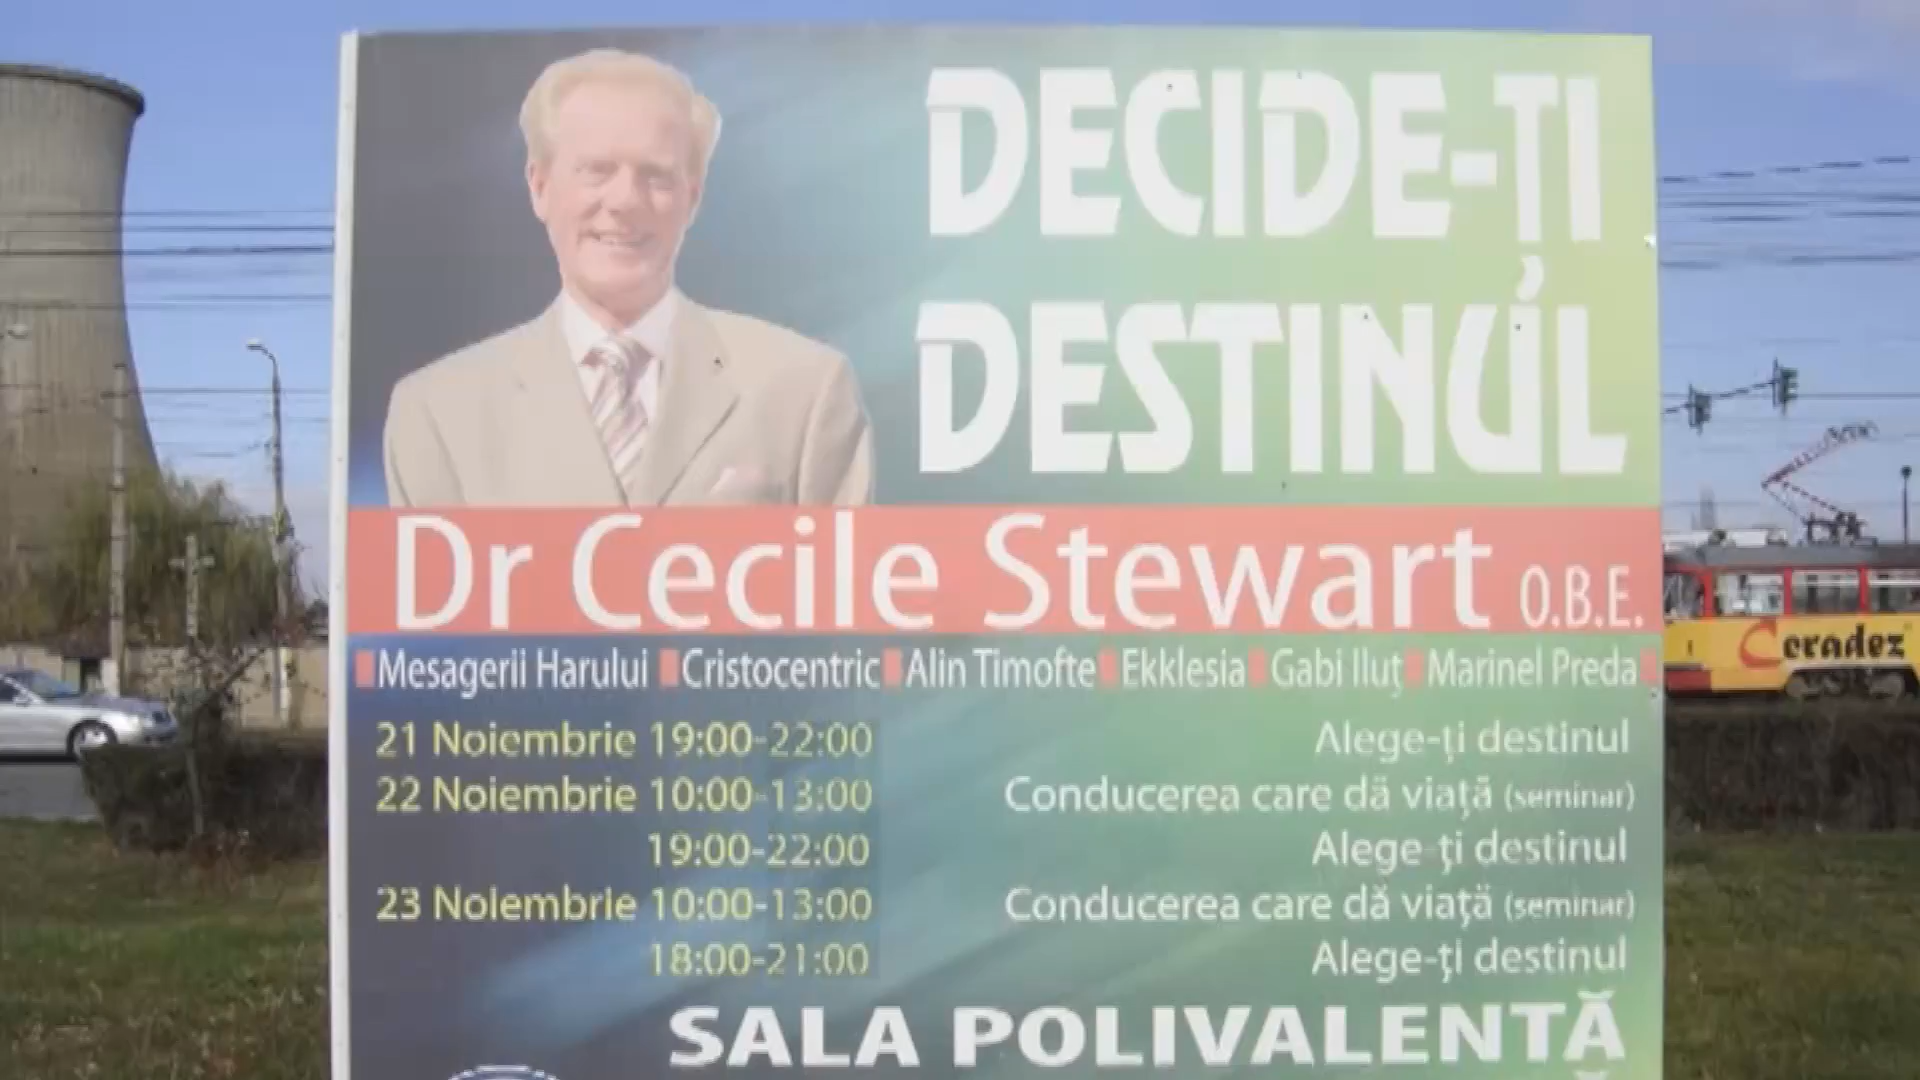 DECIDE-ȚI
DESTINUL
Dr Cecile Stewart O.B.E.
Mesagerii Harului Cristocentric Alin Timofte Ekklesia Gabi Iluț Marinel Preda
21 Noiembrie 19:00-22:00 Alege-ți destinul
22 Noiembrie 10:00-13:00 Conducerea care dă viață (seminar)
19:00-22:00 Alege-ți destinul
23 Noiembrie 10:00-13:00 Conducerea care dă viață (seminar)
18:00-21:00 Alege-ți destinul
SALA POLIVALENTĂ
Ceradez